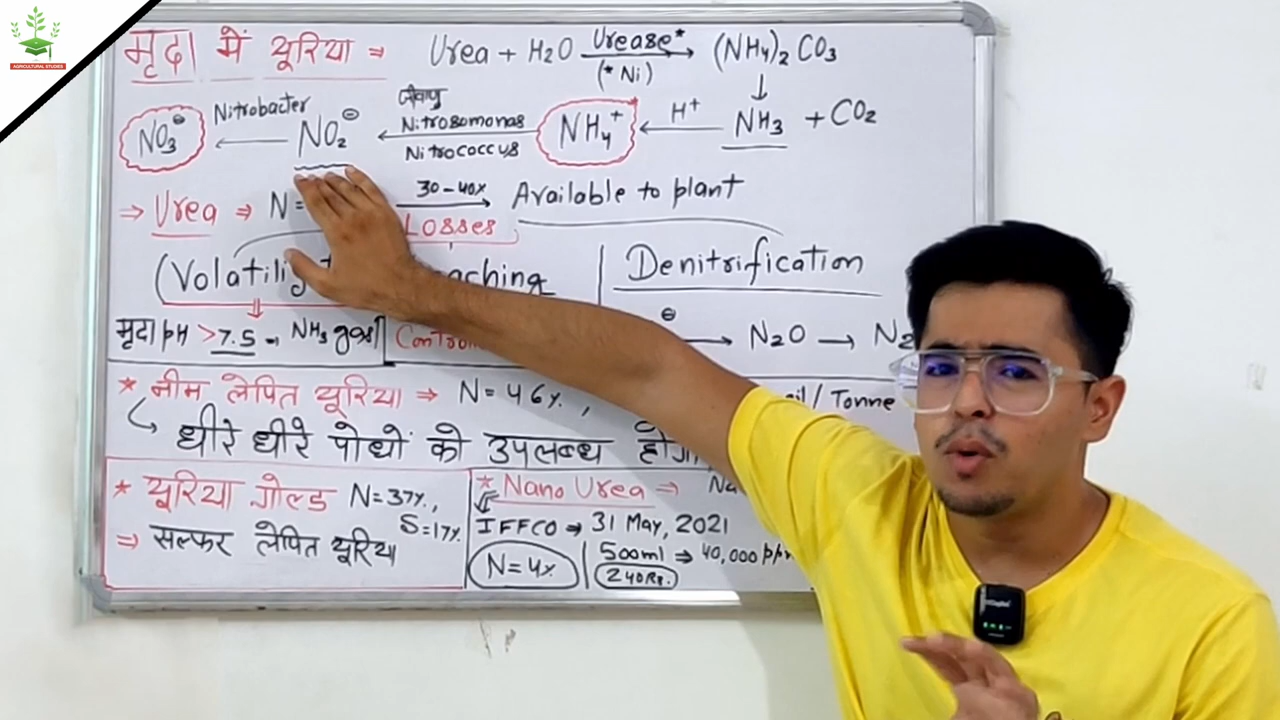 AGRICULTURAL STUDIES
मृदा में यूरिया ⇒ Urea + H2O Urease* (* Ni) → (NH4)2 CO3
↓
NO3⊖ ← Nitrobacter NO2⊖ ← जीवाणु Nitrosomonas Nitrococcus NH4+ ← H+ NH3 + CO2
⇒ Urea ⇒ N = 30-40% → Available to plant
Losses
Denitrification
मृदा pH > 7.5 → NH3 gas
⊖ → N2O → N2
* नीम लेपित यूरिया ⇒ N = 46%. , / Tonne
धीरे धीरे पोधों को उपलब्ध
* यूरिया गोल्ड N = 37%. , S = 17%.
⇒ सल्फर लेपित यूरिया
* Nano Urea ⇒
IFFCO → 31 May, 2021
N = 4% | 500ml ⇒ 40,000
240Rs.